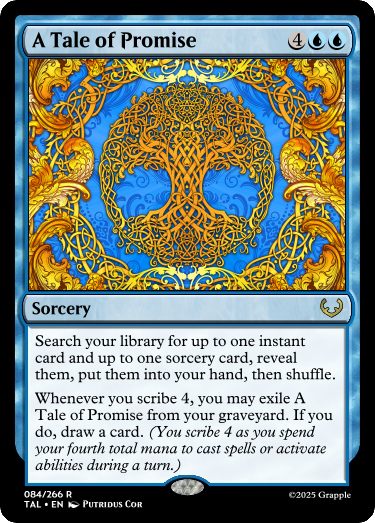 A Tale of Promise 4
Sorcery
Search your library for up to one instant
card and up to one sorcery card, reveal
them, put them into your hand, then shuffle.
Whenever you scribe 4, you may exile A
Tale of Promise from your graveyard. If you
do, draw a card. (You scribe 4 as you spend
your fourth total mana to cast spells or activate
abilities during a turn.)
084/266 R
TAL • EN Putridus Cor
©2025 Grapple